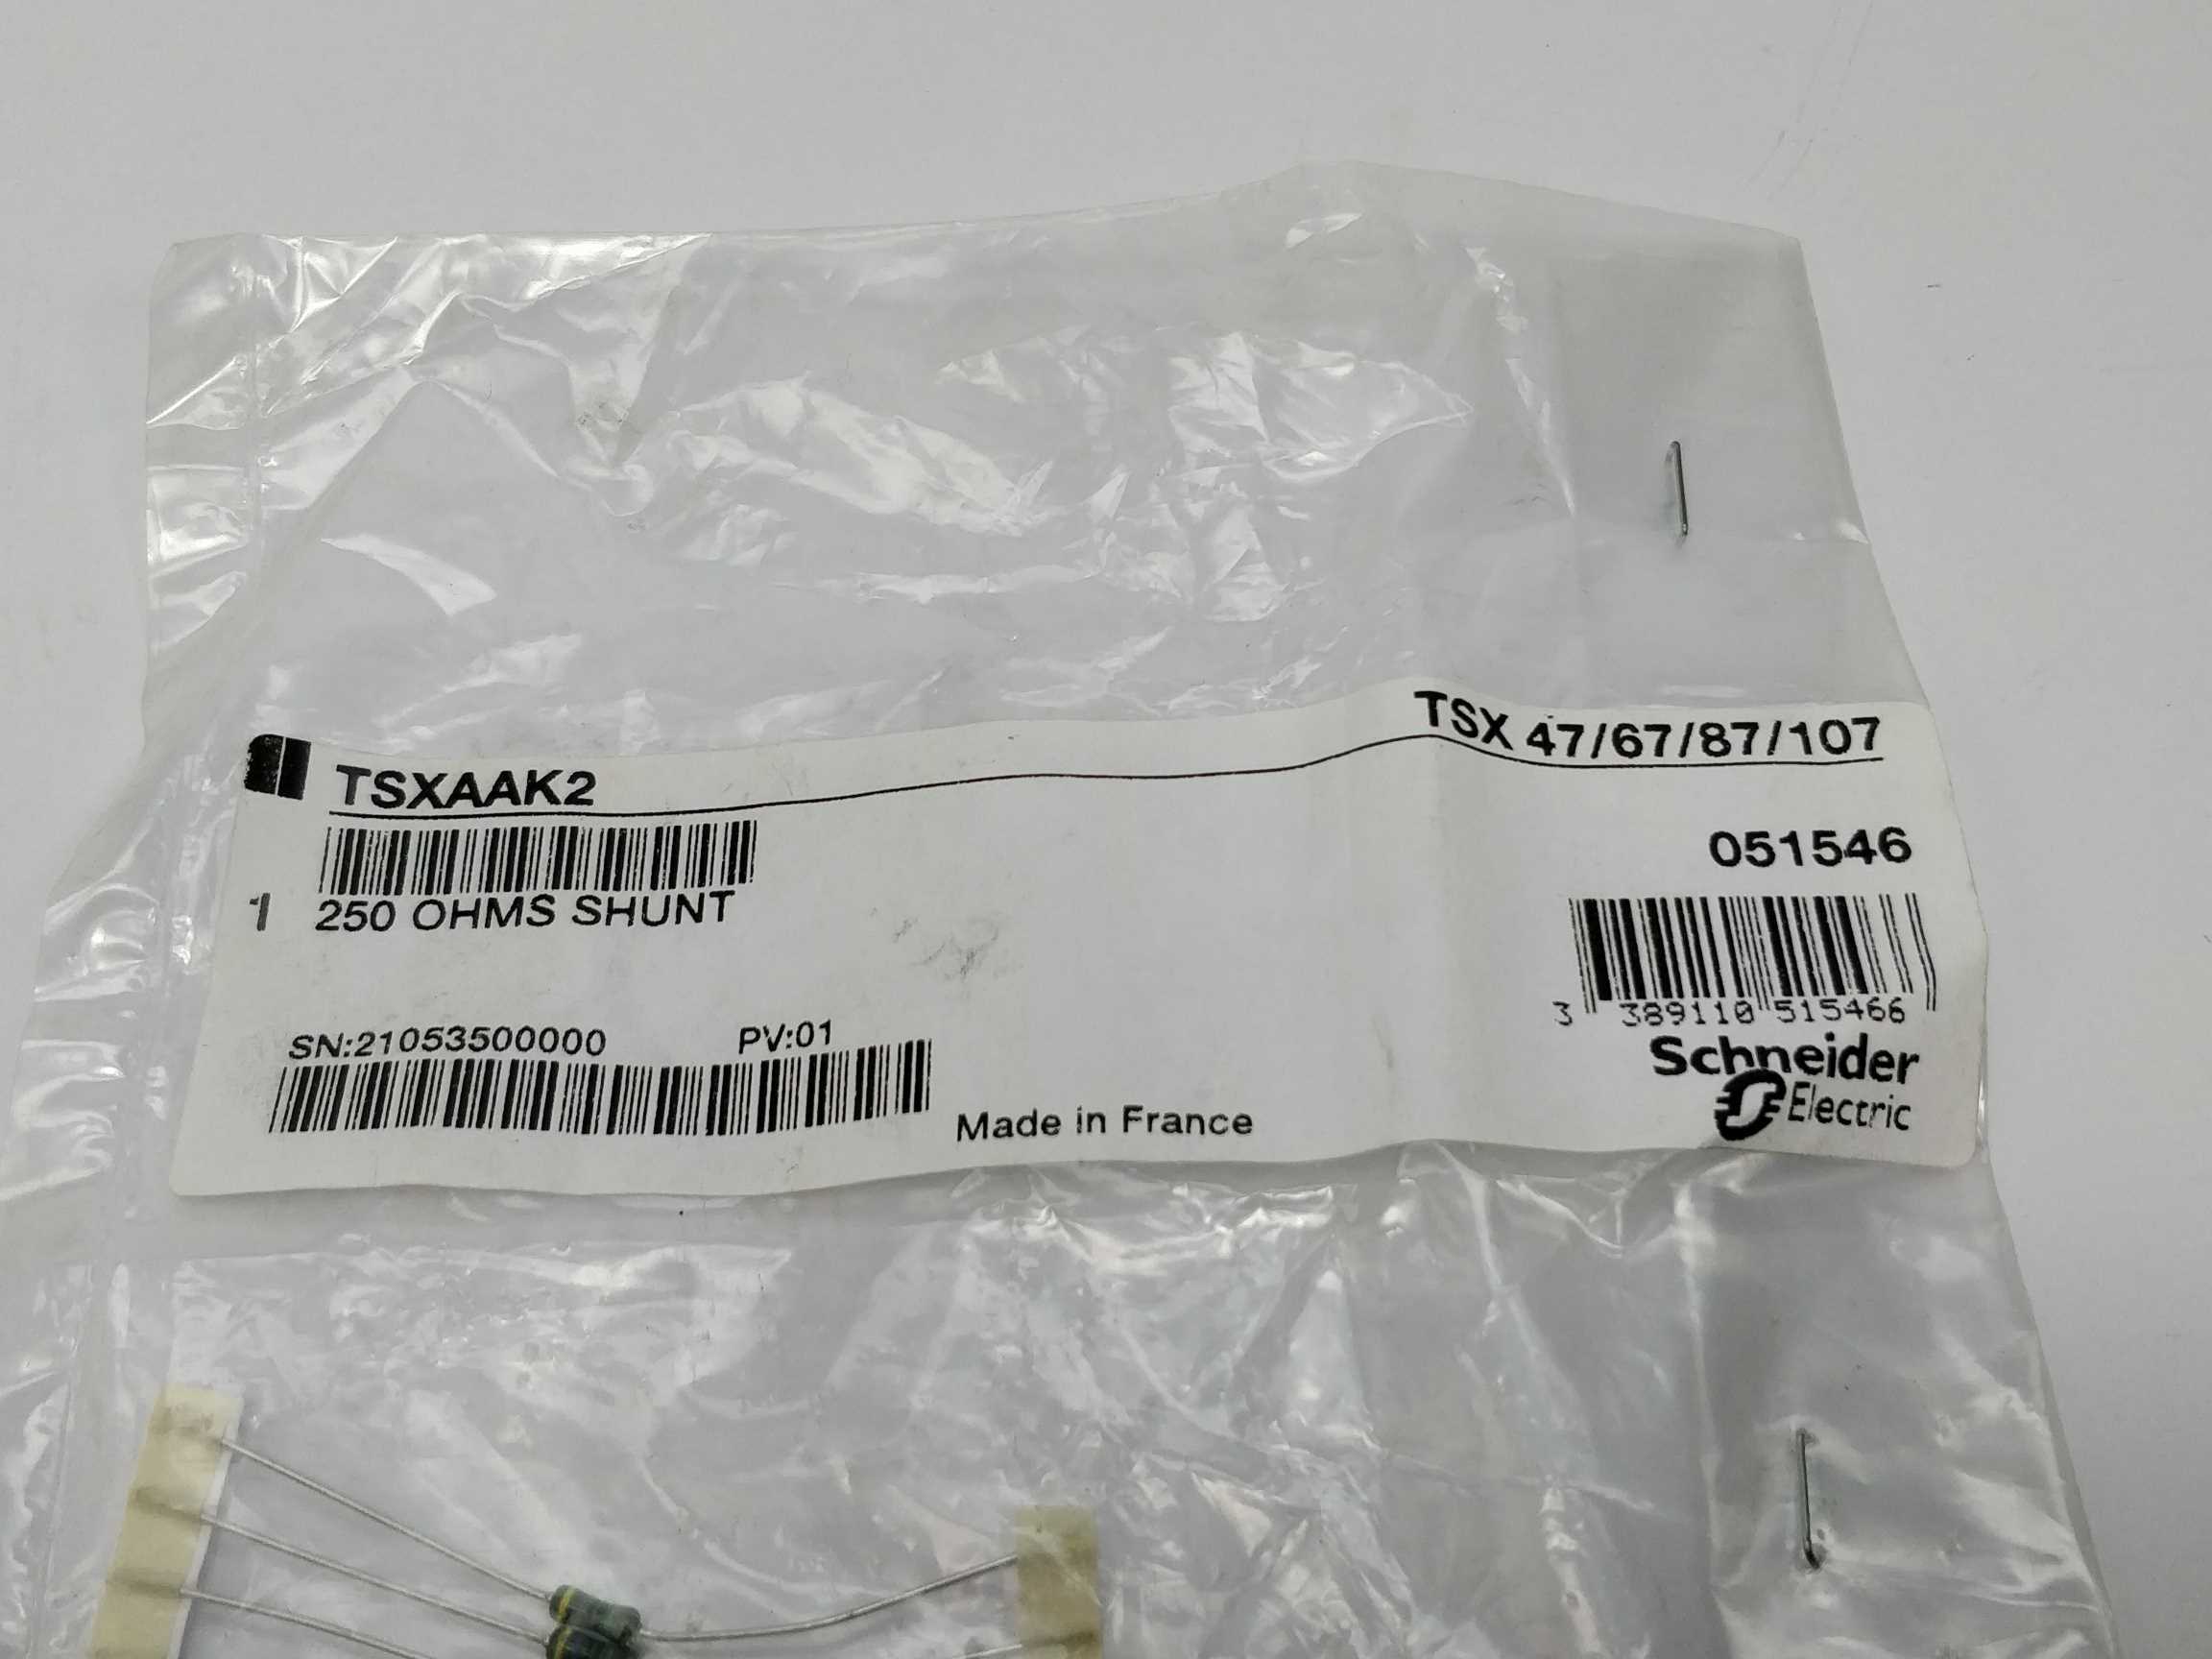 TSXAAK2
TSX 47/67/87/107
051546
1 250 OHMS SHUNT
3 389110 515466
SN:21053500000 PV:01
Made in France
Schneider
Electric